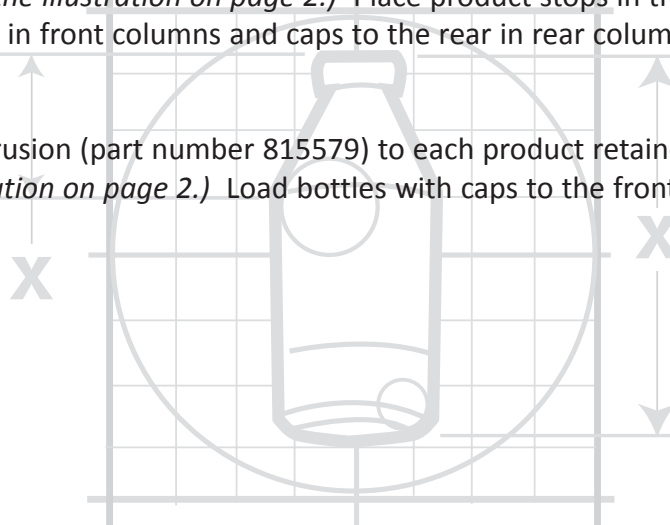 he illustration on page 2.) Place product stops in th
in front columns and caps to the rear in rear colum
rusion (part number 815579) to each product retain
ation on page 2.) Load bottles with caps to the front
X
X